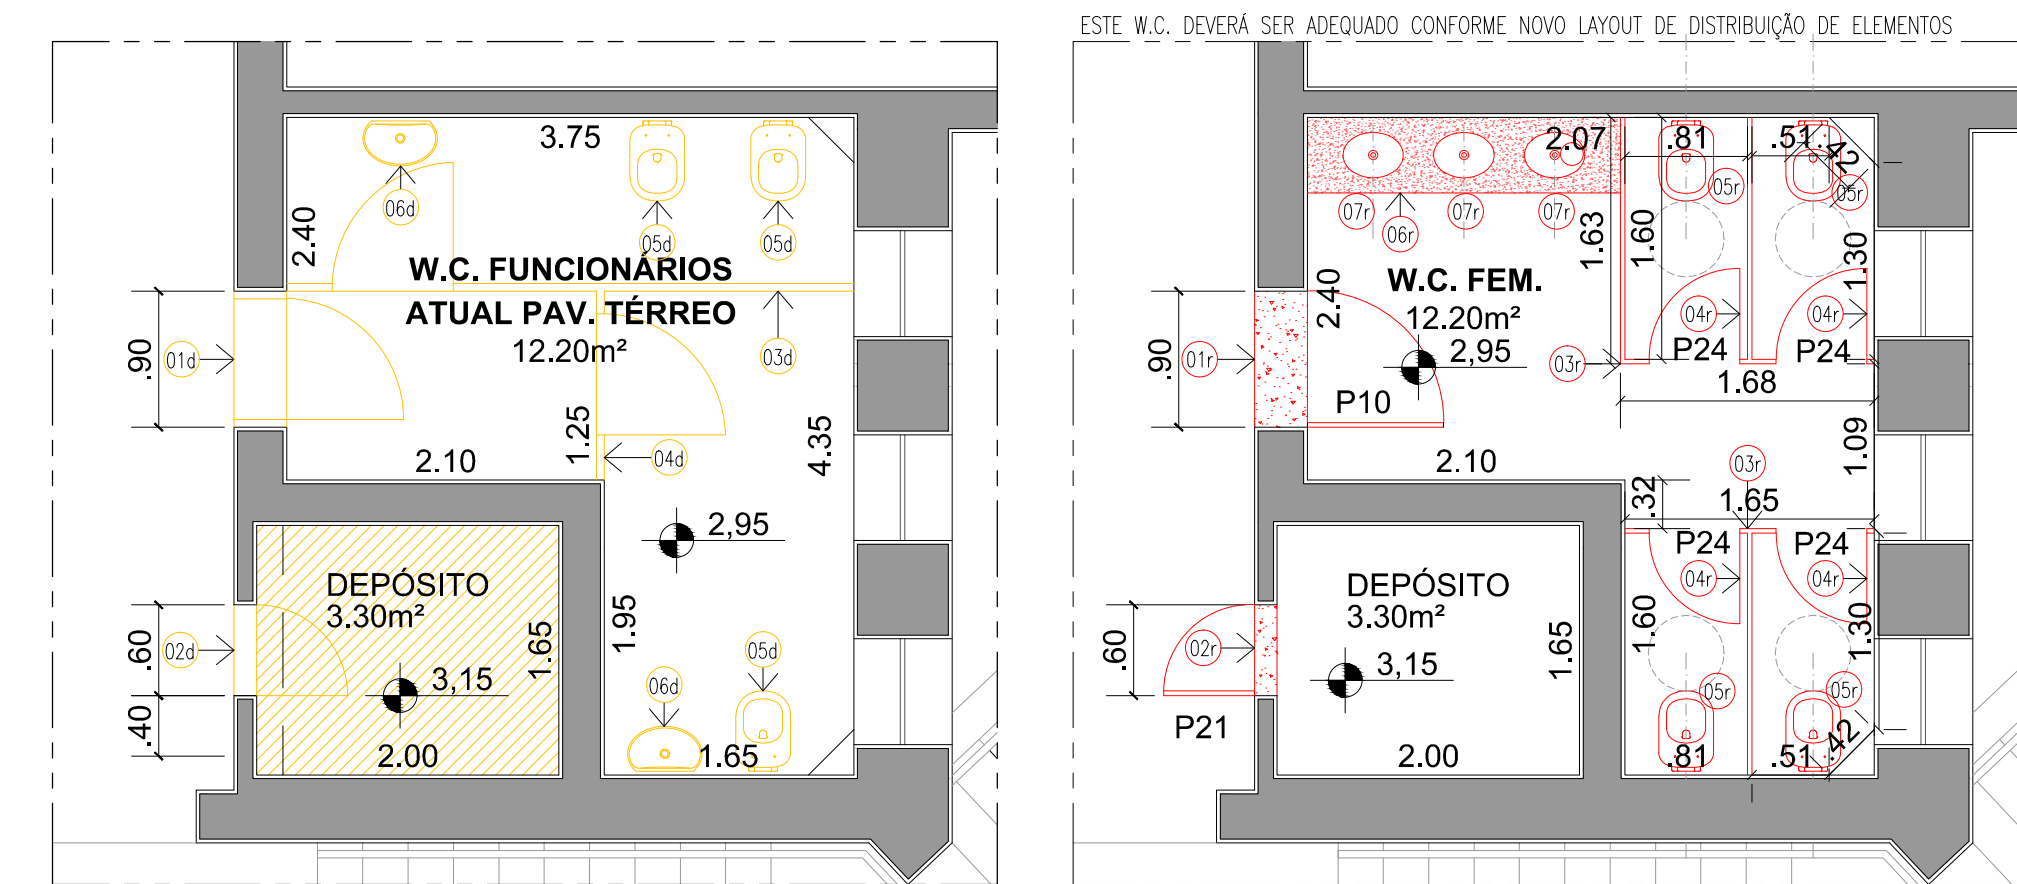 ESTE W.C. DEVERÁ SER ADEQUADO CONFORME NOVO LAYOUT DE DISTRIBUIÇÃO DE ELEMENTOS
3.75
06d
05d
05d
2.40
W.C. FUNCIONÁRIOS
ATUAL PAV. TÉRREO
12.20m²
.90
01d
03d
1.25
2.10
04d
4.35
2,95
DEPÓSITO
3.30m²
.60
02d
1.65
1.95
3,15
06d
05d
.40
2.00
1.65
2.07
.81
.51
.42
05r
05r
07r
07r
07r
06r
1.63
1.60
1.30
W.C. FEM.
12.20m²
2.40
2,95
04r
04r
.90
01r
03r
P24
P24
1.68
P10
2.10
1.09
03r
.32
1.65
P24
P24
04r
04r
DEPÓSITO
3.30m²
.60
02r
1.65
1.60
1.30
3,15
05r
05r
P21
2.00
.81
.51
.42